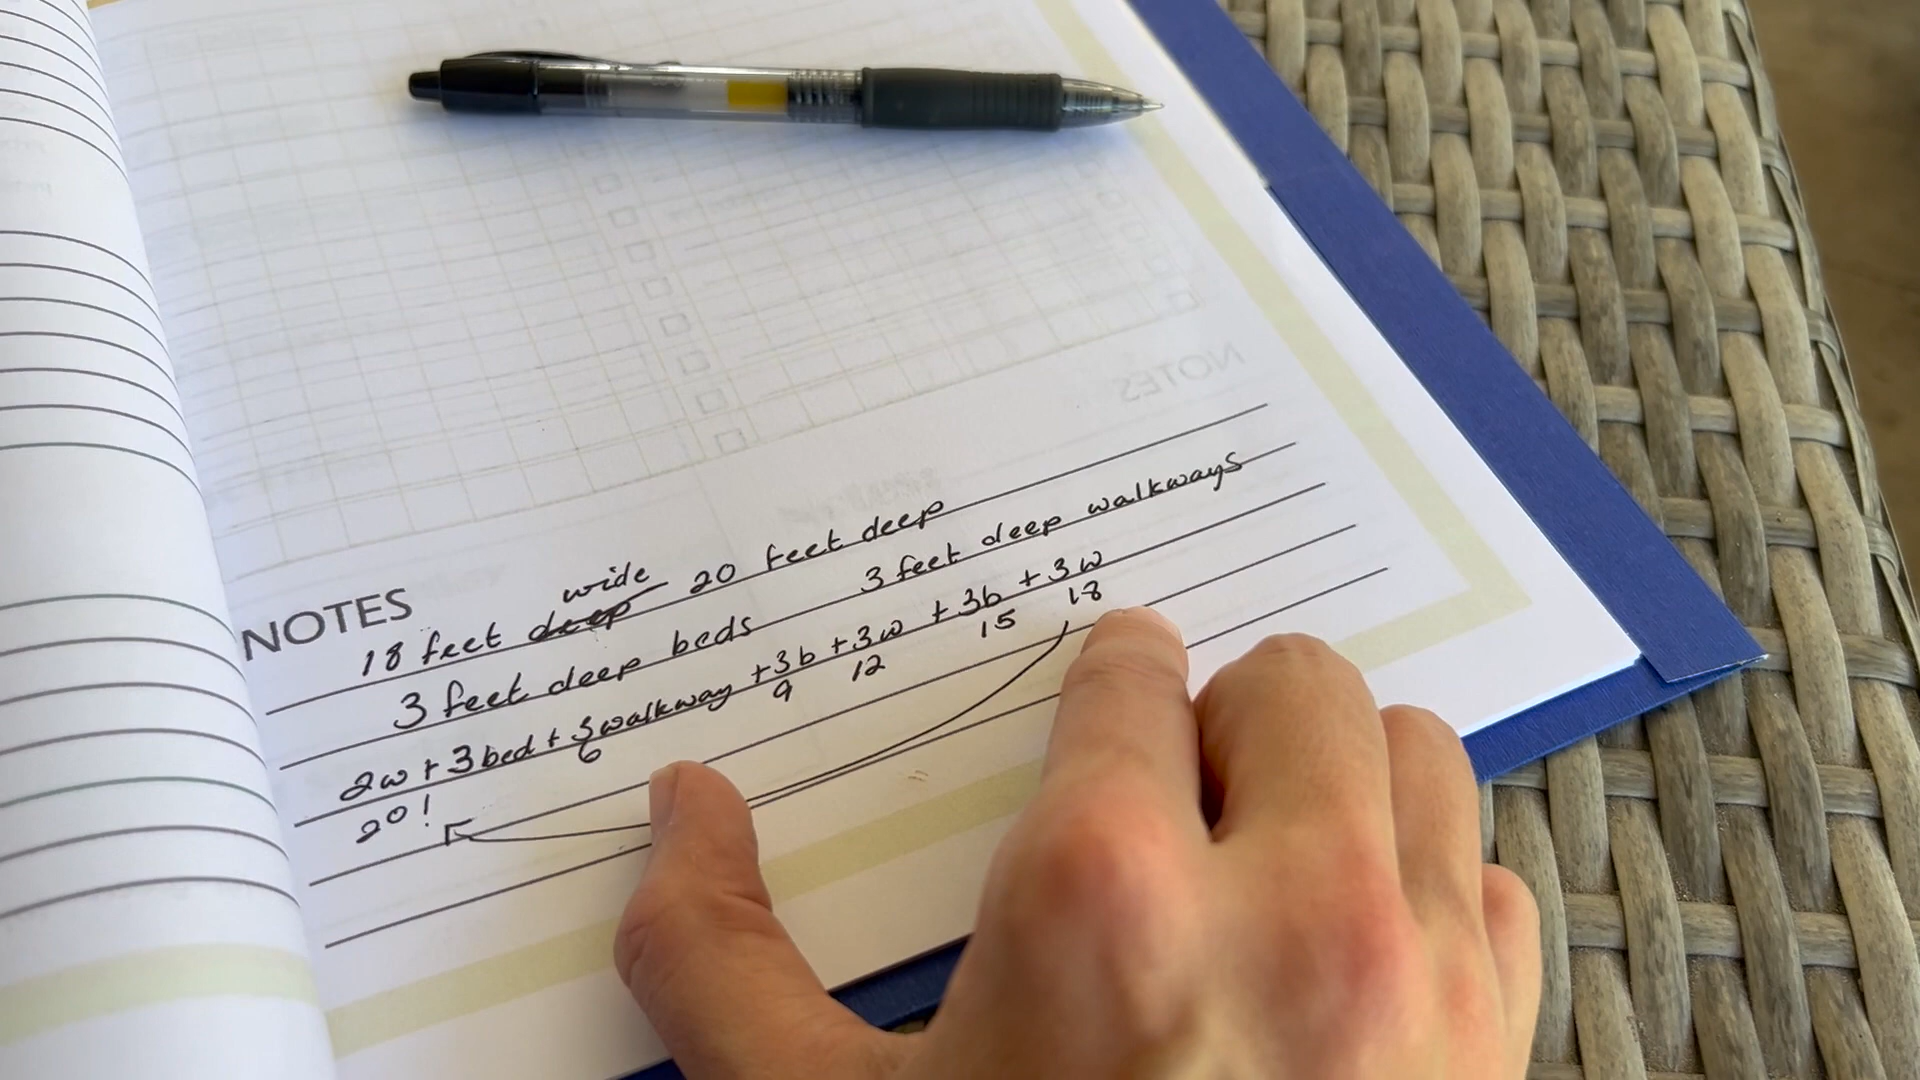 NOTES
18 feet deep wide 20 feet deep
3 feet deep beds 3 feet deep walkways
2w + 3bed + 3walkway + 3b + 3w + 3b + 3w
6 9 12 15 18
20!
NOTES